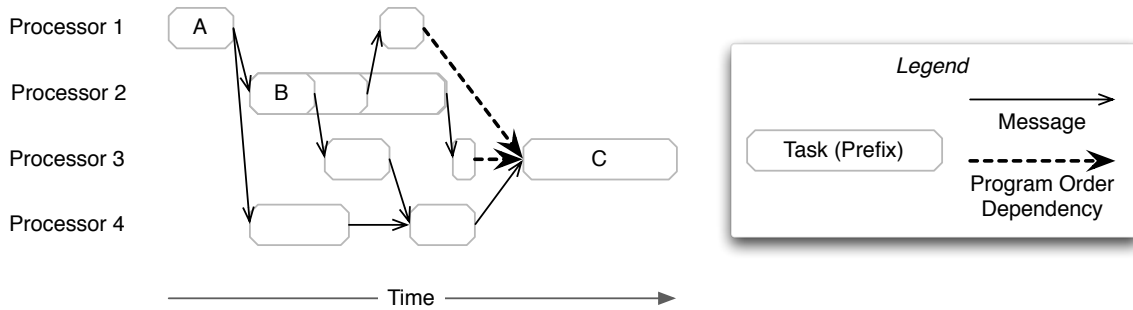 Processor 1
A
Processor 2
B
Processor 3
C
Processor 4
Time
Legend
Message
Task (Prefix)
Program Order
Dependency